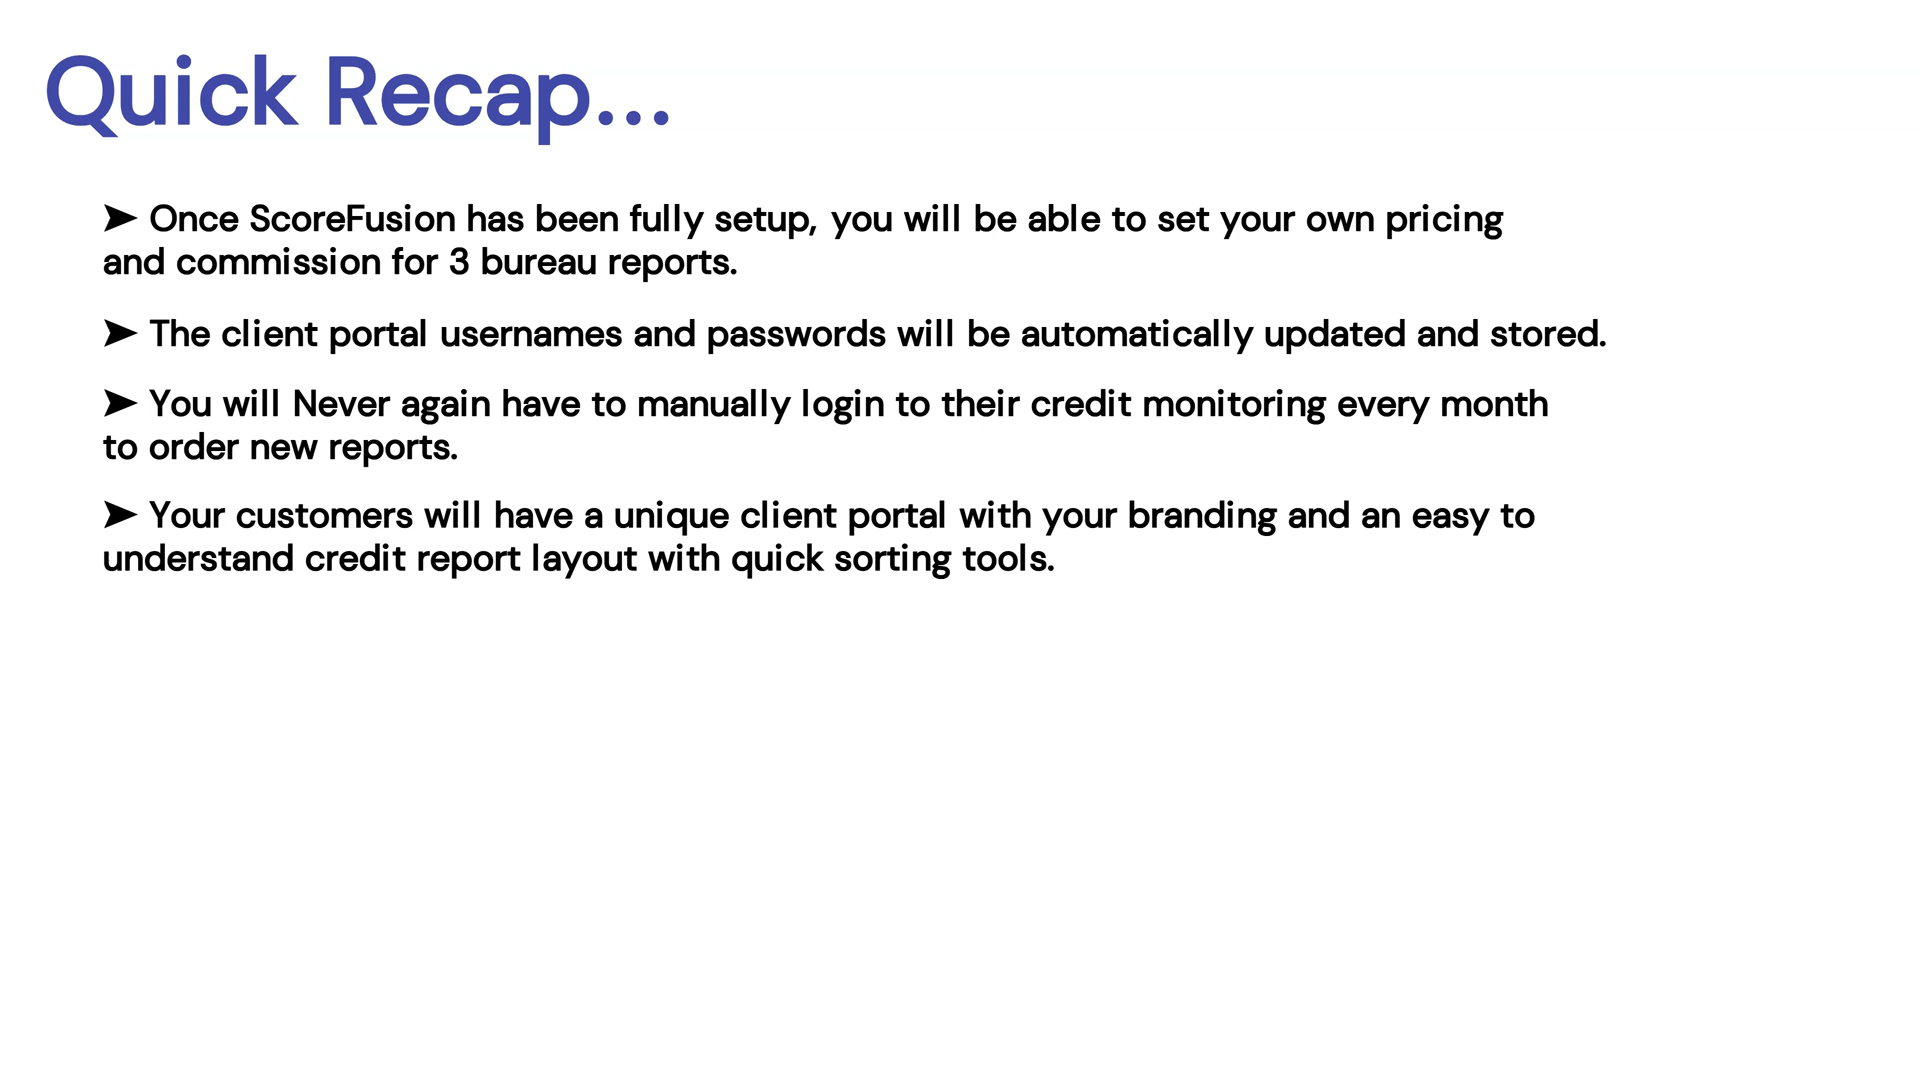 Quick Recap...
➤ Once ScoreFusion has been fully setup, you will be able to set your own pricing
and commission for 3 bureau reports.
➤ The client portal usernames and passwords will be automatically updated and stored.
➤ You will Never again have to manually login to their credit monitoring every month
to order new reports.
➤ Your customers will have a unique client portal with your branding and an easy to
understand credit report layout with quick sorting tools.